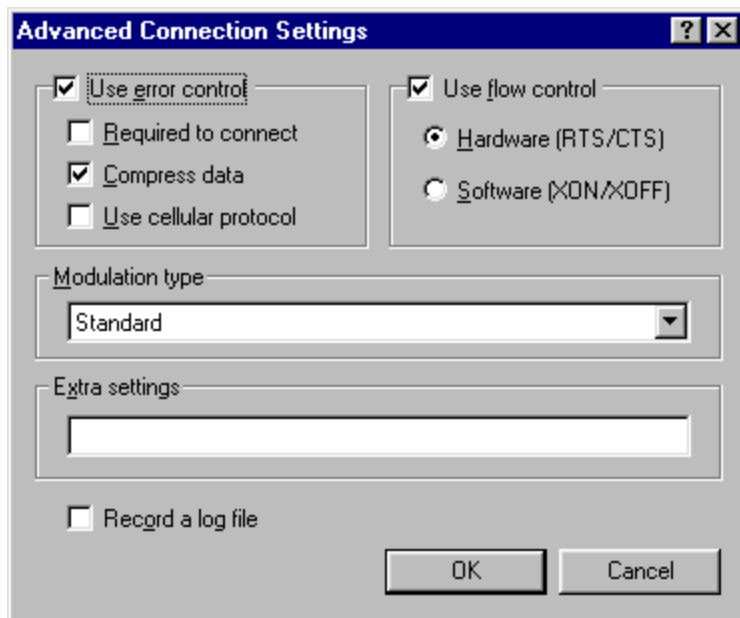 Advanced Connection Settings
Use error control
Required to connect
Compress data
Use cellular protocol
Use flow control
Hardware (RTS/CTS)
Software (XON/XOFF)
Modulation type
Standard
Extra settings
Record a log file
OK
Cancel